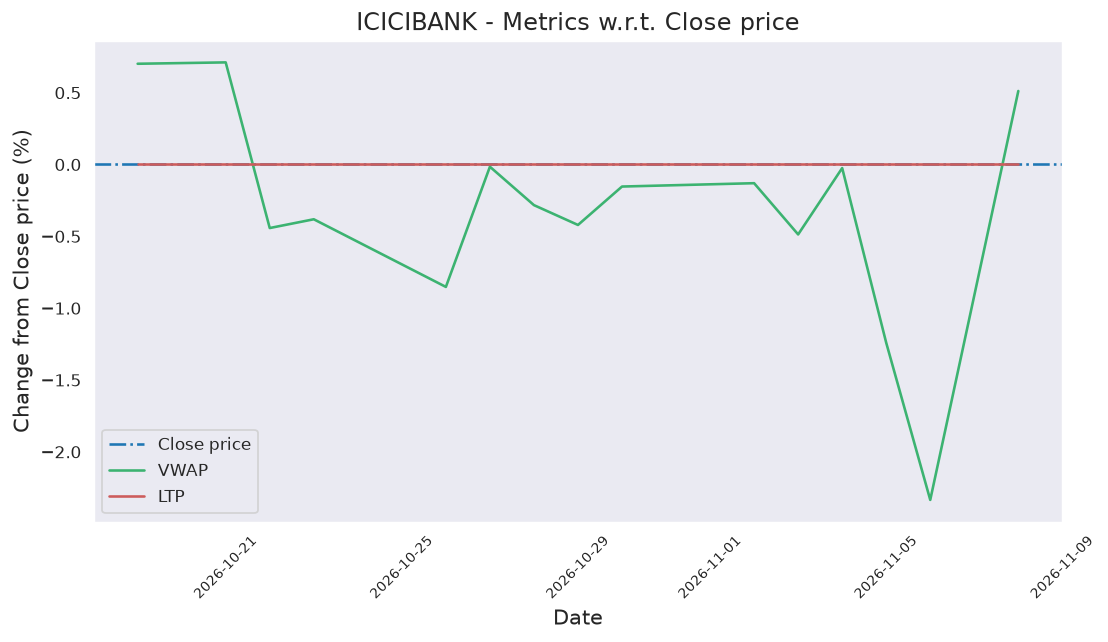 ICICIBANK - Metrics w.r.t. Close price
Change from Close price (%)
0.5
0.0
−0.5
−1.0
−1.5
−2.0
Close price
VWAP
LTP
2026-10-21
2026-10-25
2026-10-29
2026-11-01
2026-11-05
2026-11-09
Date